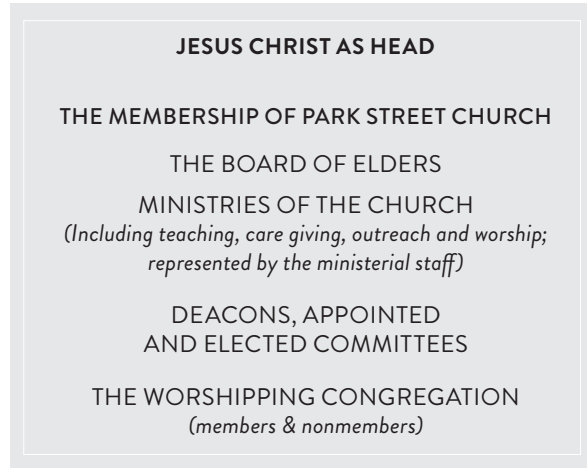 JESUS CHRIST AS HEAD
THE MEMBERSHIP OF PARK STREET CHURCH
THE BOARD OF ELDERS
MINISTRIES OF THE CHURCH
(Including teaching, care giving, outreach and worship;
represented by the ministerial staff)
DEACONS, APPOINTED
AND ELECTED COMMITTEES
THE WORSHIPPING CONGREGATION
(members & nonmembers)